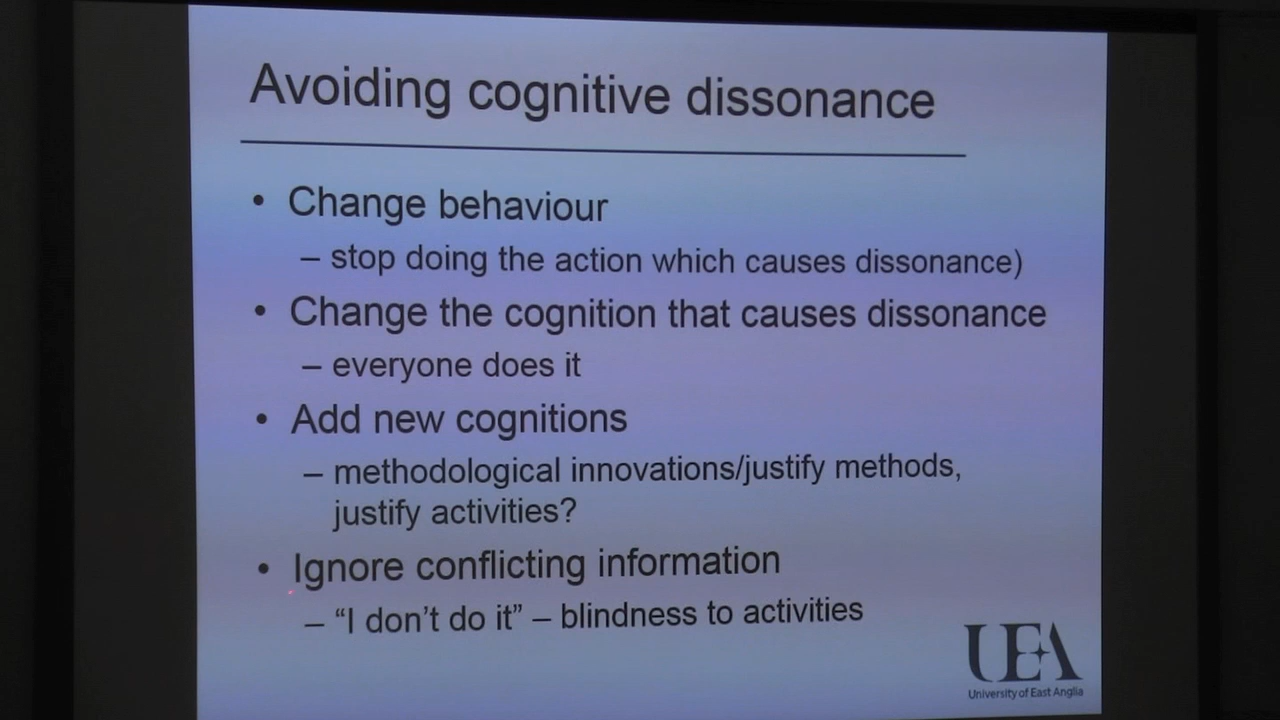 Avoiding cognitive dissonance
• Change behaviour
– stop doing the action which causes dissonance)
• Change the cognition that causes dissonance
– everyone does it
• Add new cognitions
– methodological innovations/justify methods,
justify activities?
• Ignore conflicting information
– “I don’t do it” – blindness to activities
UEA
University of East Anglia